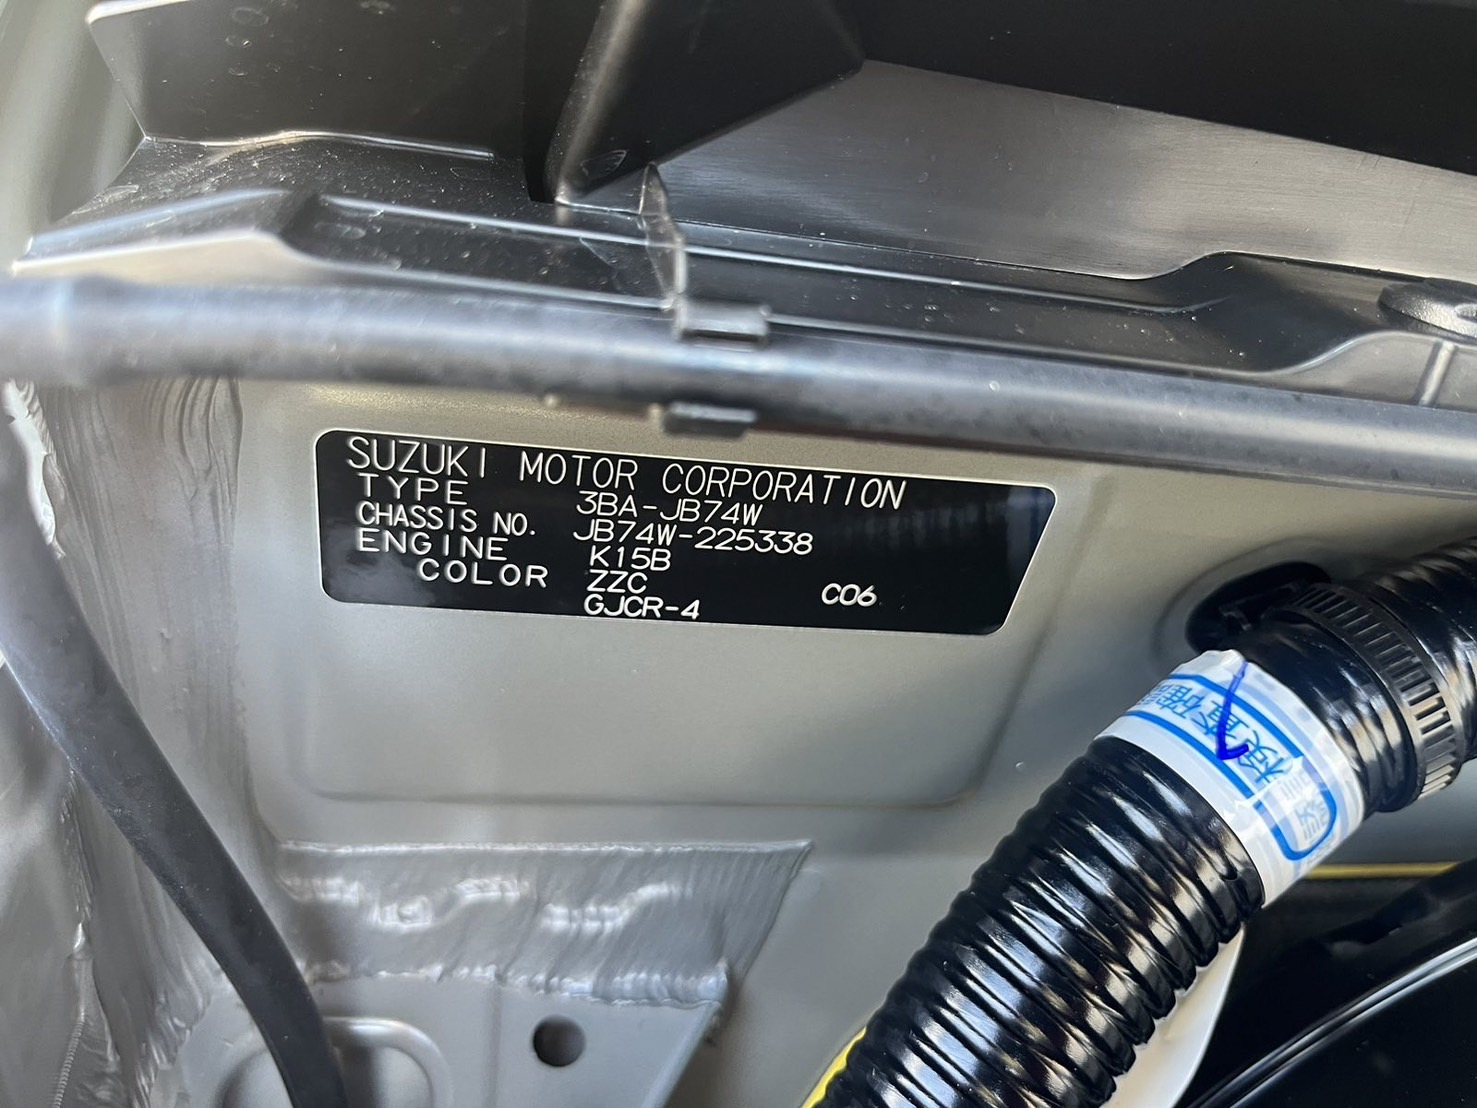 SUZUKI MOTOR CORPORATION
TYPE 3BA-JB74W
CHASSIS NO. JB74W-225338
ENGINE K15B
COLOR ZZC C06
GJCR-4